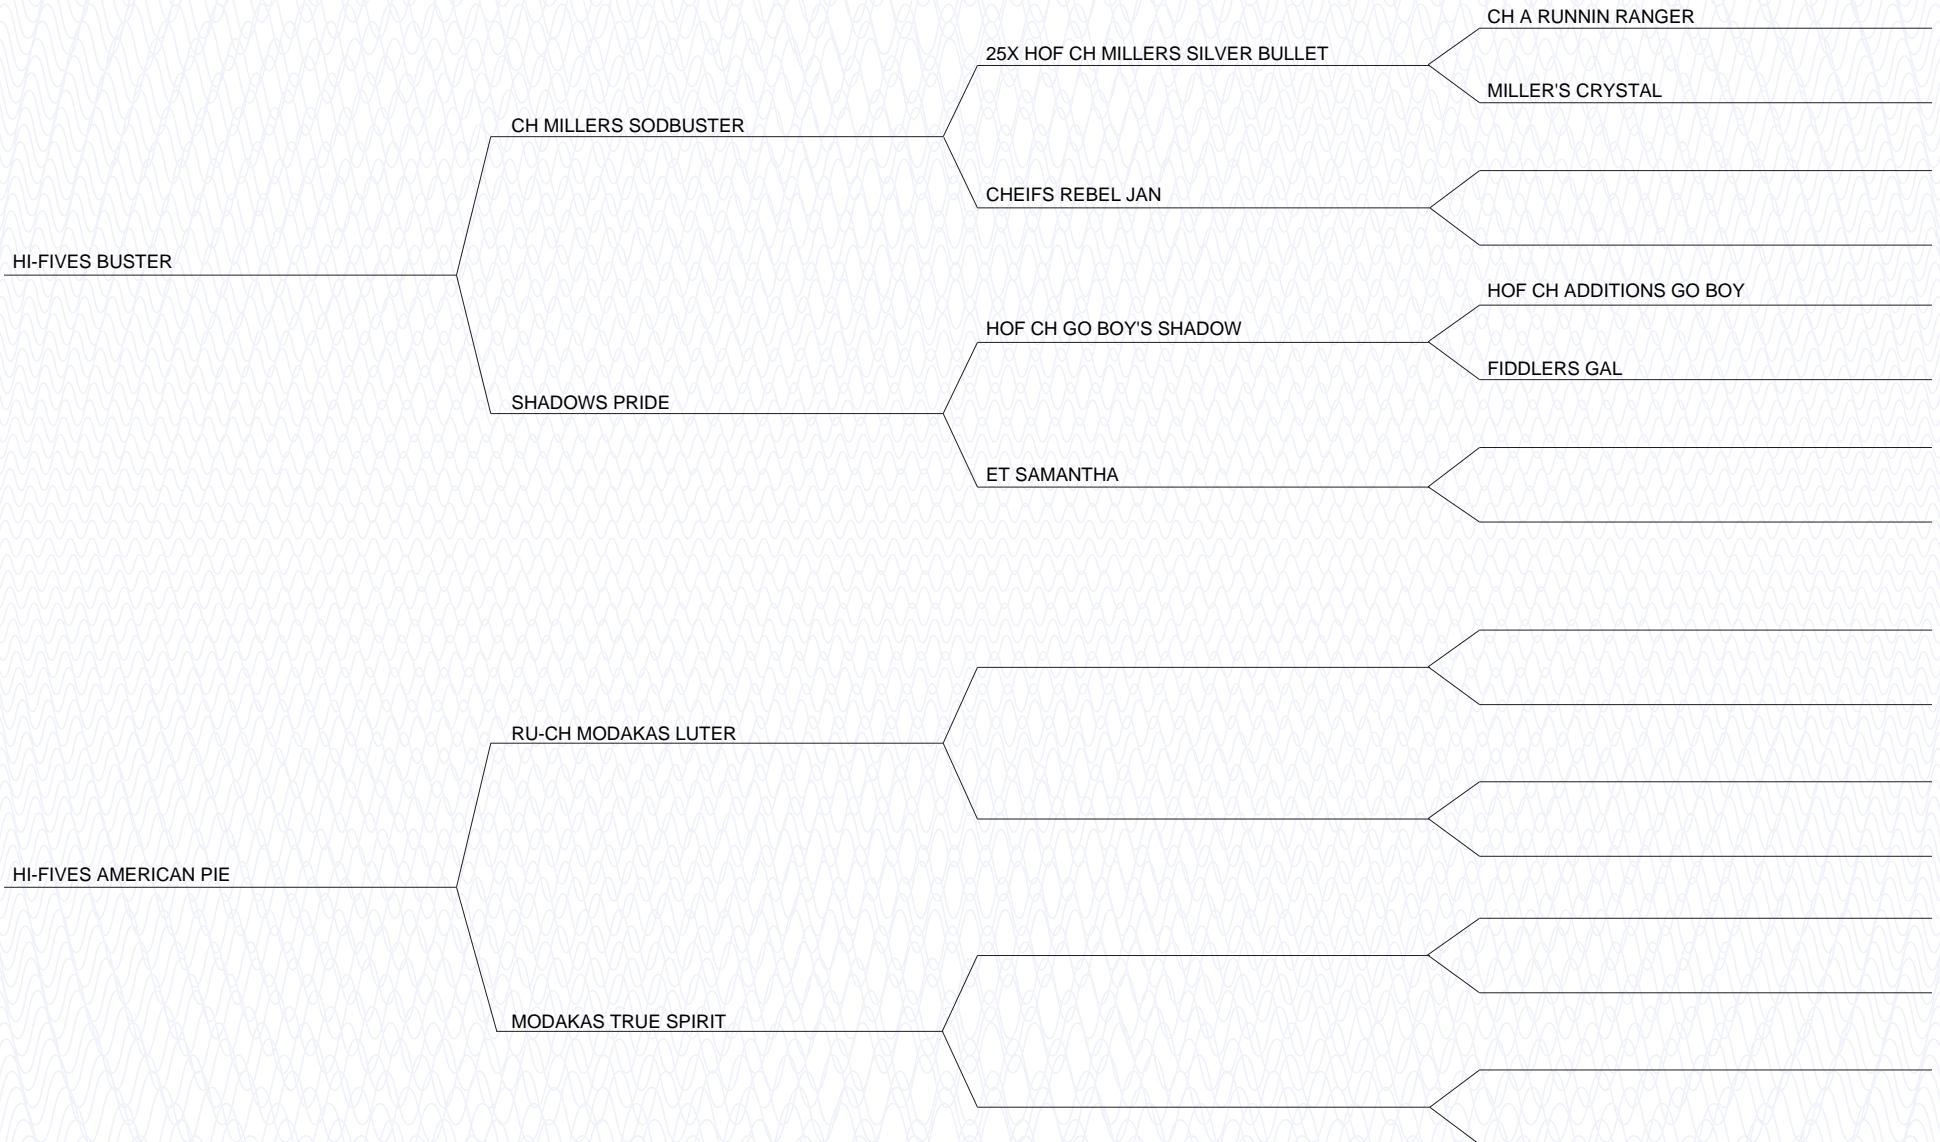 CH A RUNNIN RANGER
25X HOF CH MILLERS SILVER BULLET
MILLER'S CRYSTAL
CH MILLERS SODBUSTER
CHEIFS REBEL JAN
HI-FIVES BUSTER
HOF CH ADDITIONS GO BOY
HOF CH GO BOY'S SHADOW
FIDDLERS GAL
SHADOWS PRIDE
ET SAMANTHA
RU-CH MODAKAS LUTER
HI-FIVES AMERICAN PIE
MODAKAS TRUE SPIRIT